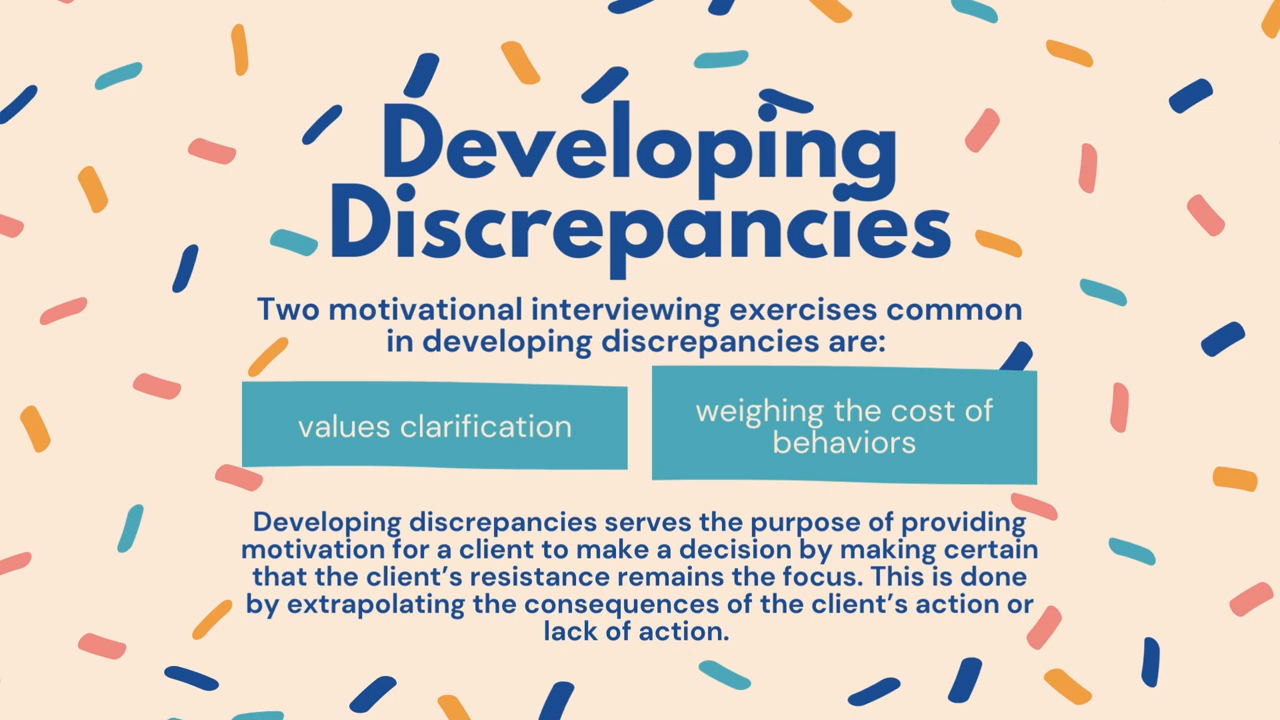 Developing
Discrepancies
Two motivational interviewing exercises common
in developing discrepancies are:
values clarification
weighing the cost of
behaviors
Developing discrepancies serves the purpose of providing
motivation for a client to make a decision by making certain
that the client’s resistance remains the focus. This is done
by extrapolating the consequences of the client’s action or
lack of action.